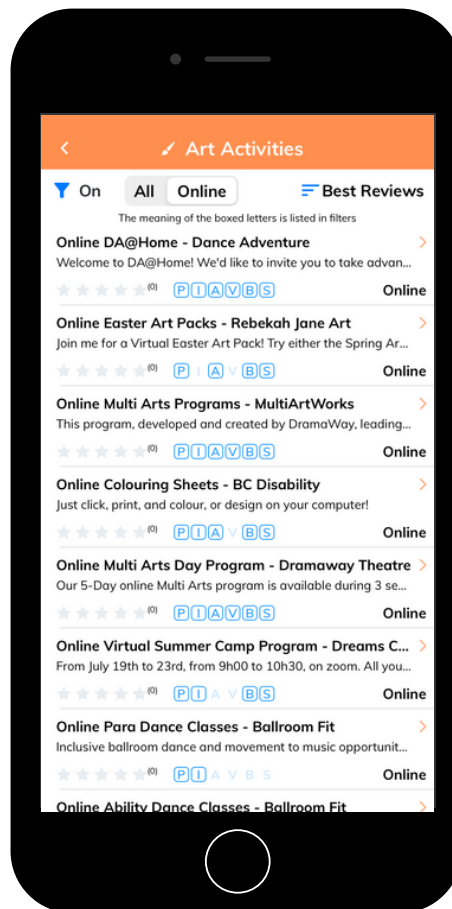 Art Activities
On All Online Best Reviews
The meaning of the boxed letters is listed in filters
Online DA@Home - Dance Adventure
Welcome to DA@Home! We'd like to invite you to take advan...
(0) P I A V B S Online
Online Easter Art Packs - Rebekah Jane Art
Join me for a Virtual Easter Art Pack! Try either the Spring Ar...
(0) P I A V B S Online
Online Multi Arts Programs - MultiArtWorks
This program, developed and created by DramaWay, leading...
(0) P I A V B S Online
Online Colouring Sheets - BC Disability
Just click, print, and colour, or design on your computer!
(0) P I A V B S Online
Online Multi Arts Day Program - Dramaway Theatre
Our 5-Day online Multi Arts program is available during 3 se...
(0) P I A V B S Online
Online Virtual Summer Camp Program - Dreams C...
From July 19th to 23rd, from 9h00 to 10h30, on zoom. All you...
(0) P I A V B S Online
Online Para Dance Classes - Ballroom Fit
Inclusive ballroom dance and movement to music opportunit...
(0) P I A V B S Online
Online Ability Dance Classes - Ballroom Fit